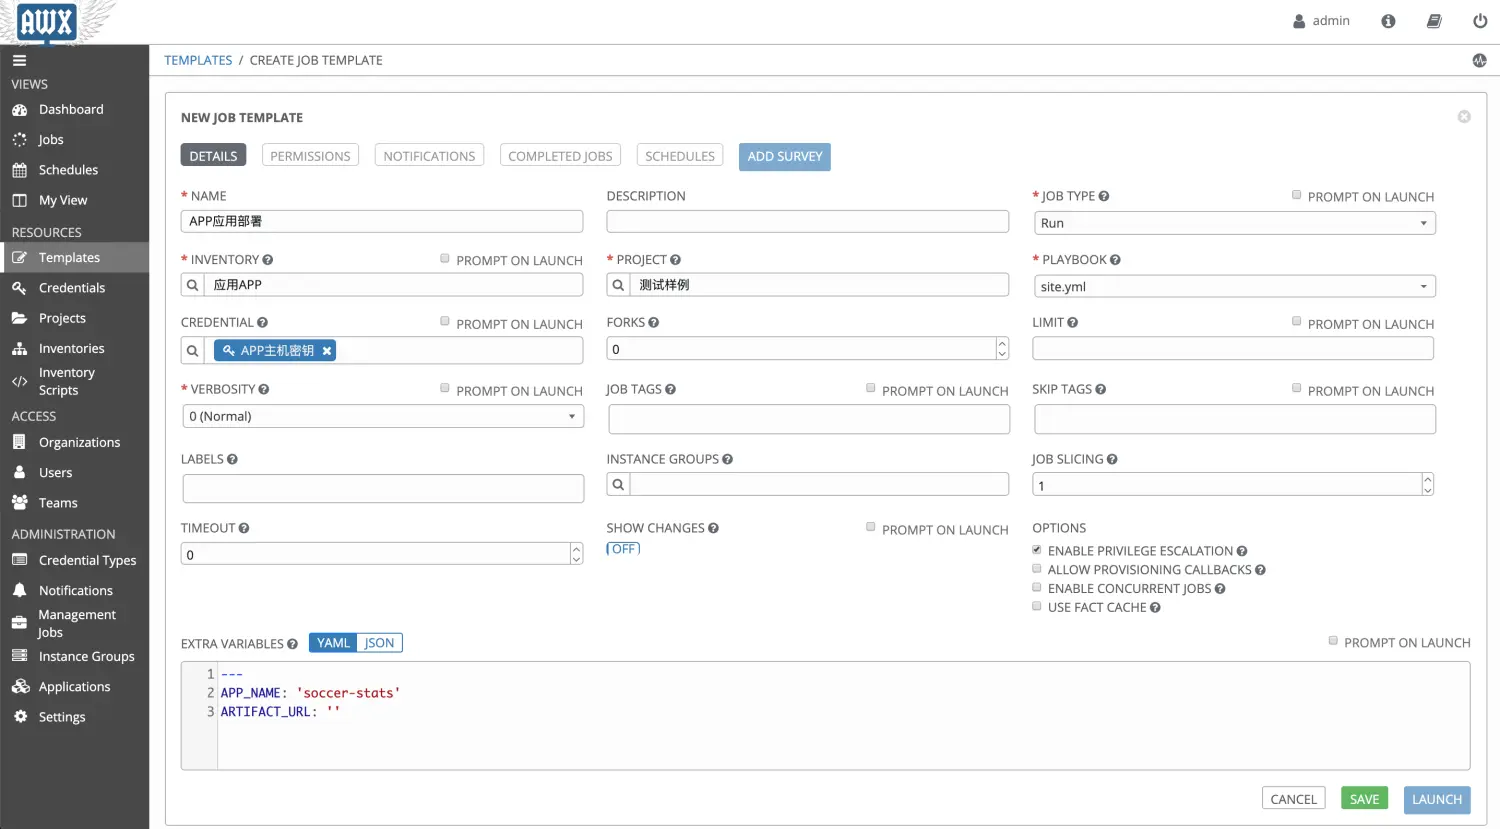 AWX
admin
VIEWS
Dashboard
Jobs
Schedules
My View
RESOURCES
Templates
Credentials
Projects
Inventories
Inventory
Scripts
ACCESS
Organizations
Users
Teams
ADMINISTRATION
Credential Types
Notifications
Management
Jobs
Instance Groups
Applications
Settings
TEMPLATES / CREATE JOB TEMPLATE
NEW JOB TEMPLATE
DETAILS PERMISSIONS NOTIFICATIONS COMPLETED JOBS SCHEDULES ADD SURVEY
* NAME
APP应用部署
DESCRIPTION
* JOB TYPE PROMPT ON LAUNCH
Run
* INVENTORY PROMPT ON LAUNCH
应用APP
* PROJECT
测试样例
* PLAYBOOK
site.yml
CREDENTIAL PROMPT ON LAUNCH
APP主机密钥
FORKS
0
LIMIT PROMPT ON LAUNCH
* VERBOSITY PROMPT ON LAUNCH
0 (Normal)
JOB TAGS PROMPT ON LAUNCH
SKIP TAGS PROMPT ON LAUNCH
LABELS
INSTANCE GROUPS
JOB SLICING
1
TIMEOUT
0
SHOW CHANGES PROMPT ON LAUNCH
OFF
OPTIONS
ENABLE PRIVILEGE ESCALATION
ALLOW PROVISIONING CALLBACKS
ENABLE CONCURRENT JOBS
USE FACT CACHE
EXTRA VARIABLES YAML JSON PROMPT ON LAUNCH
1 ---
2 APP_NAME: 'soccer-stats'
3 ARTIFACT_URL: ''
CANCEL SAVE LAUNCH